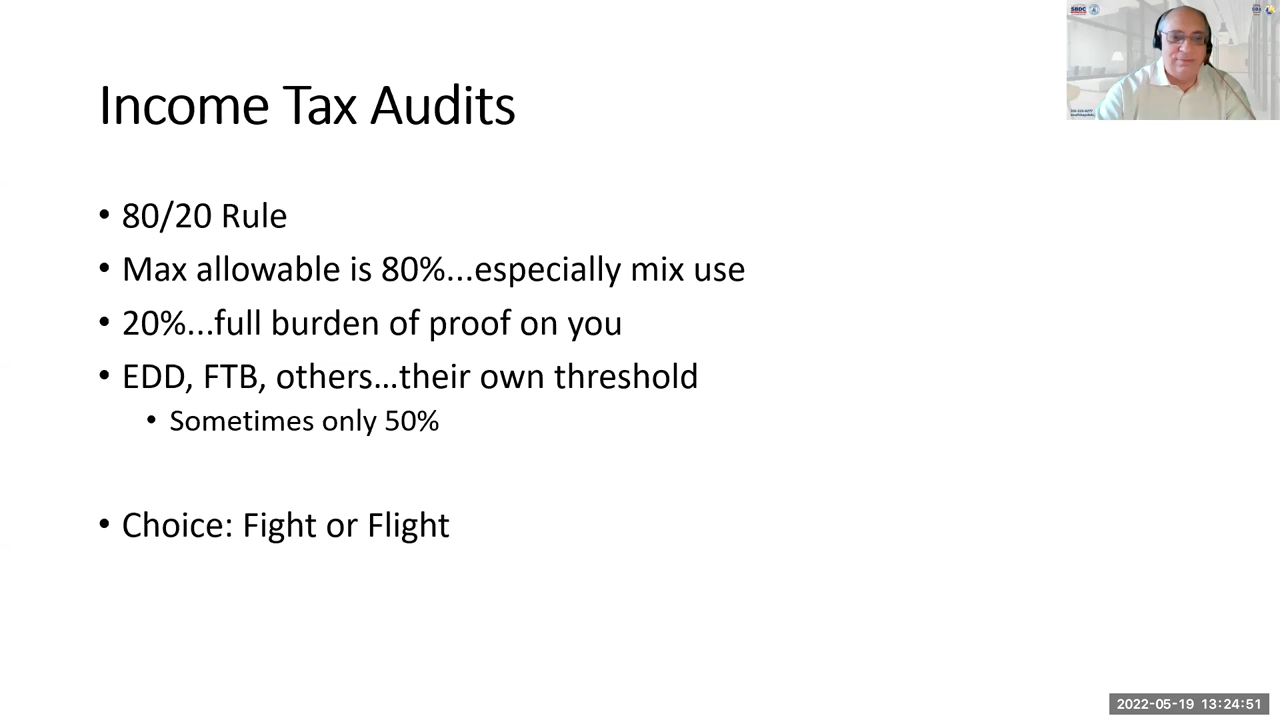 Income Tax Audits
• 80/20 Rule
• Max allowable is 80%...especially mix use
• 20%...full burden of proof on you
• EDD, FTB, others…their own threshold
• Sometimes only 50%
• Choice: Fight or Flight
SBDC
2022-05-19 13:24:51